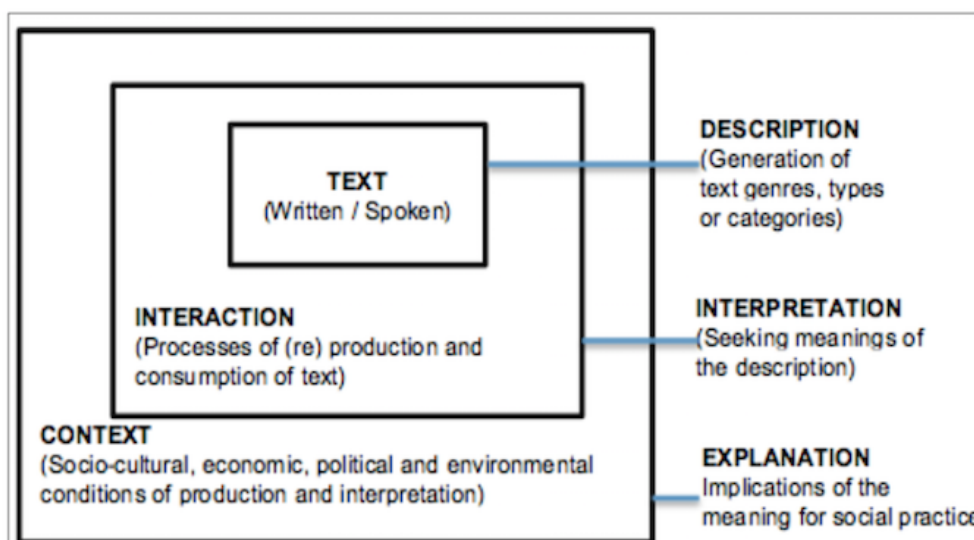 TEXT
(Written / Spoken)
INTERACTION
(Processes of (re) production and
consumption of text)
CONTEXT
(Socio-cultural, economic, political and environmental
conditions of production and interpretation)
DESCRIPTION
(Generation of
text genres, types
or categories)
INTERPRETATION
(Seeking meanings of
the description)
EXPLANATION
Implications of the
meaning for social practice